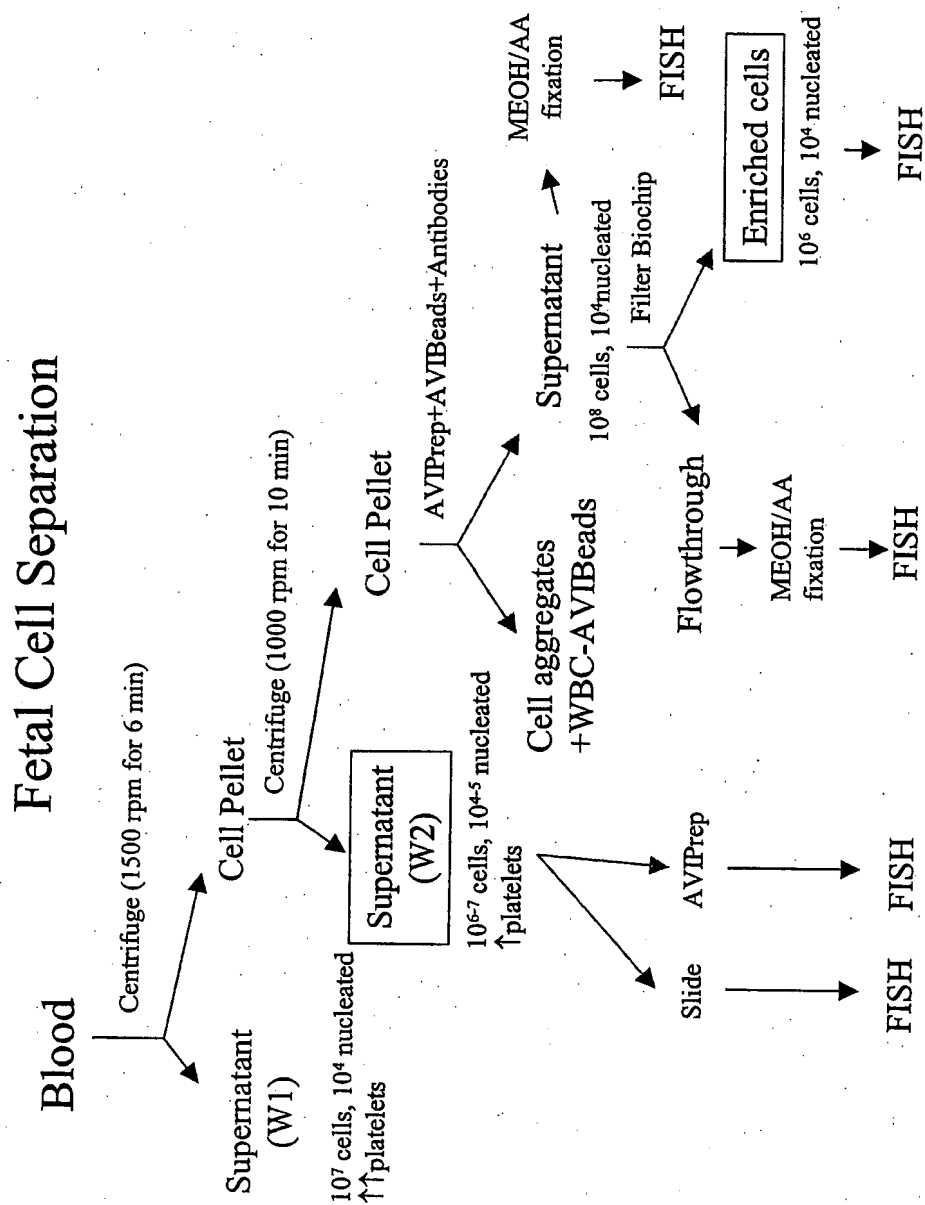 Fetal Cell Separation
Blood
Centrifuge (1500 rpm for 6 min)
Supernatant
(W1)
10⁷ cells, 10⁴ nucleated
↑↑platelets
Cell Pellet
Centrifuge (1000 rpm for 10 min)
Supernatant
(W2)
10⁶⁻⁷ cells, 10⁴⁻⁵ nucleated
↑platelets
Slide
FISH
AVIPrep
FISH
Cell Pellet
AVIPrep+AVIBeads+Antibodies
Cell aggregates
+WBC-AVIBeads
Supernatant
10⁸ cells, 10⁴nucleated
MEOH/AA
fixation
FISH
Filter Biochip
Flowthrough
MEOH/AA
fixation
FISH
Enriched cells
10⁶ cells, 10⁴ nucleated
FISH